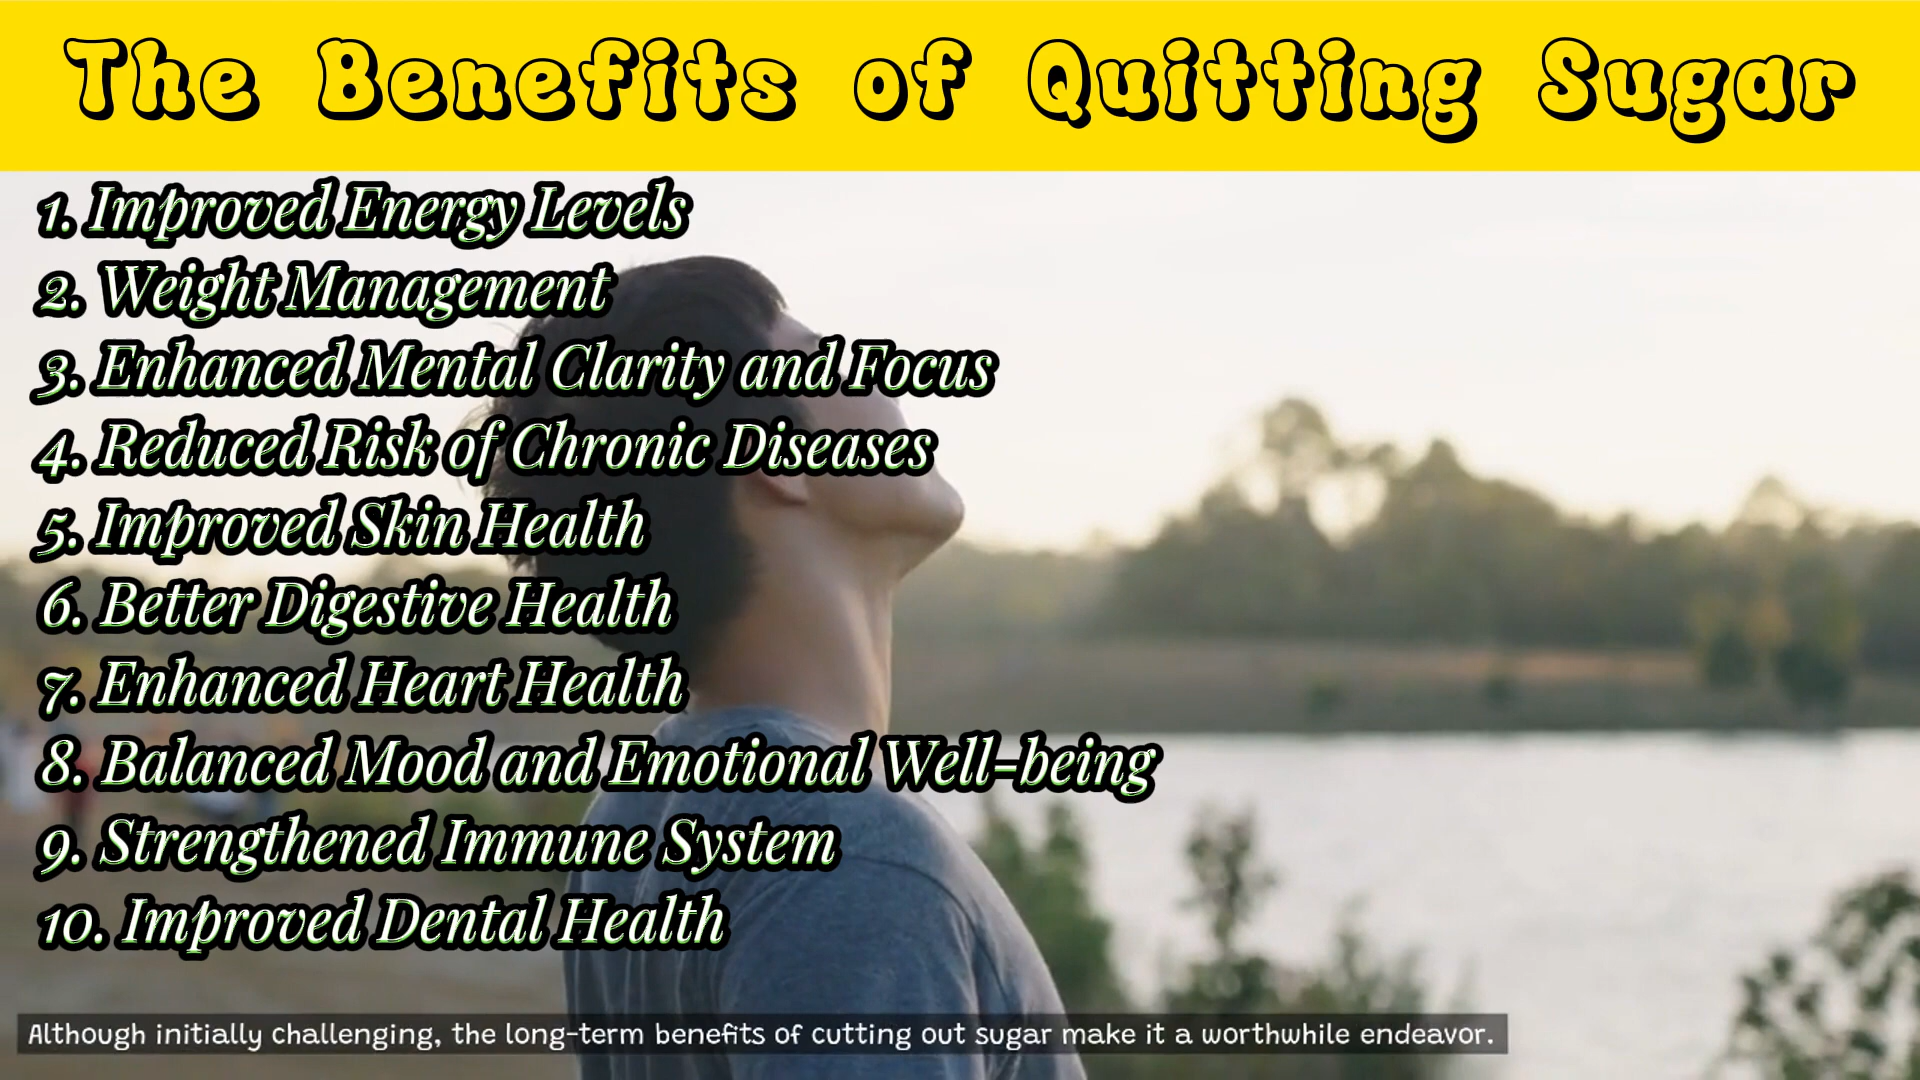 The Benefits of Quitting Sugar
1. Improved Energy Levels
2. Weight Management
3. Enhanced Mental Clarity and Focus
4. Reduced Risk of Chronic Diseases
5. Improved Skin Health
6. Better Digestive Health
7. Enhanced Heart Health
8. Balanced Mood and Emotional Well-being
9. Strengthened Immune System
10. Improved Dental Health
Although initially challenging, the long-term benefits of cutting out sugar make it a worthwhile endeavor.